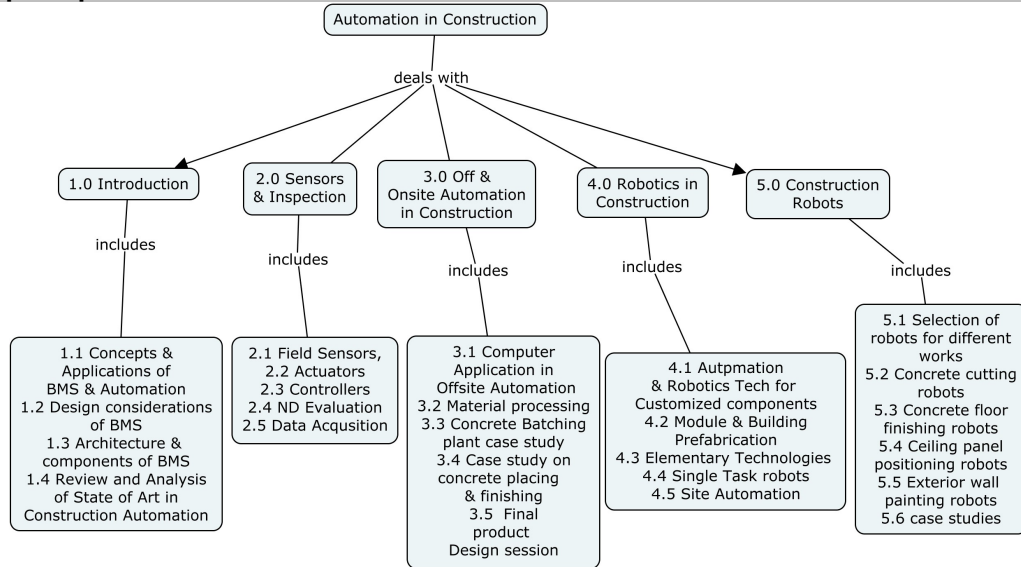 Automation in Construction
deals with
1.0 Introduction
2.0 Sensors
& Inspection
3.0 Off &
Onsite Automation
in Construction
4.0 Robotics in
Construction
5.0 Construction
Robots
includes
includes
includes
includes
includes
1.1 Concepts &
Applications of
BMS & Automation
1.2 Design considerations
of BMS
1.3 Architecture &
components of BMS
1.4 Review and Analysis
of State of Art in
Construction Automation
2.1 Field Sensors,
2.2 Actuators
2.3 Controllers
2.4 ND Evaluation
2.5 Data Acqusition
3.1 Computer
Application in
Offsite Automation
3.2 Material processing
3.3 Concrete Batching
plant case study
3.4 Case study on
concrete placing
& finishing
3.5 Final
product
Design session
4.1 Autpmation
& Robotics Tech for
Customized components
4.2 Module & Building
Prefabrication
4.3 Elementary Technologies
4.4 Single Task robots
4.5 Site Automation
5.1 Selection of
robots for different
works
5.2 Concrete cutting
robots
5.3 Concrete floor
finishing robots
5.4 Ceiling panel
positioning robots
5.5 Exterior wall
painting robots
5.6 case studies